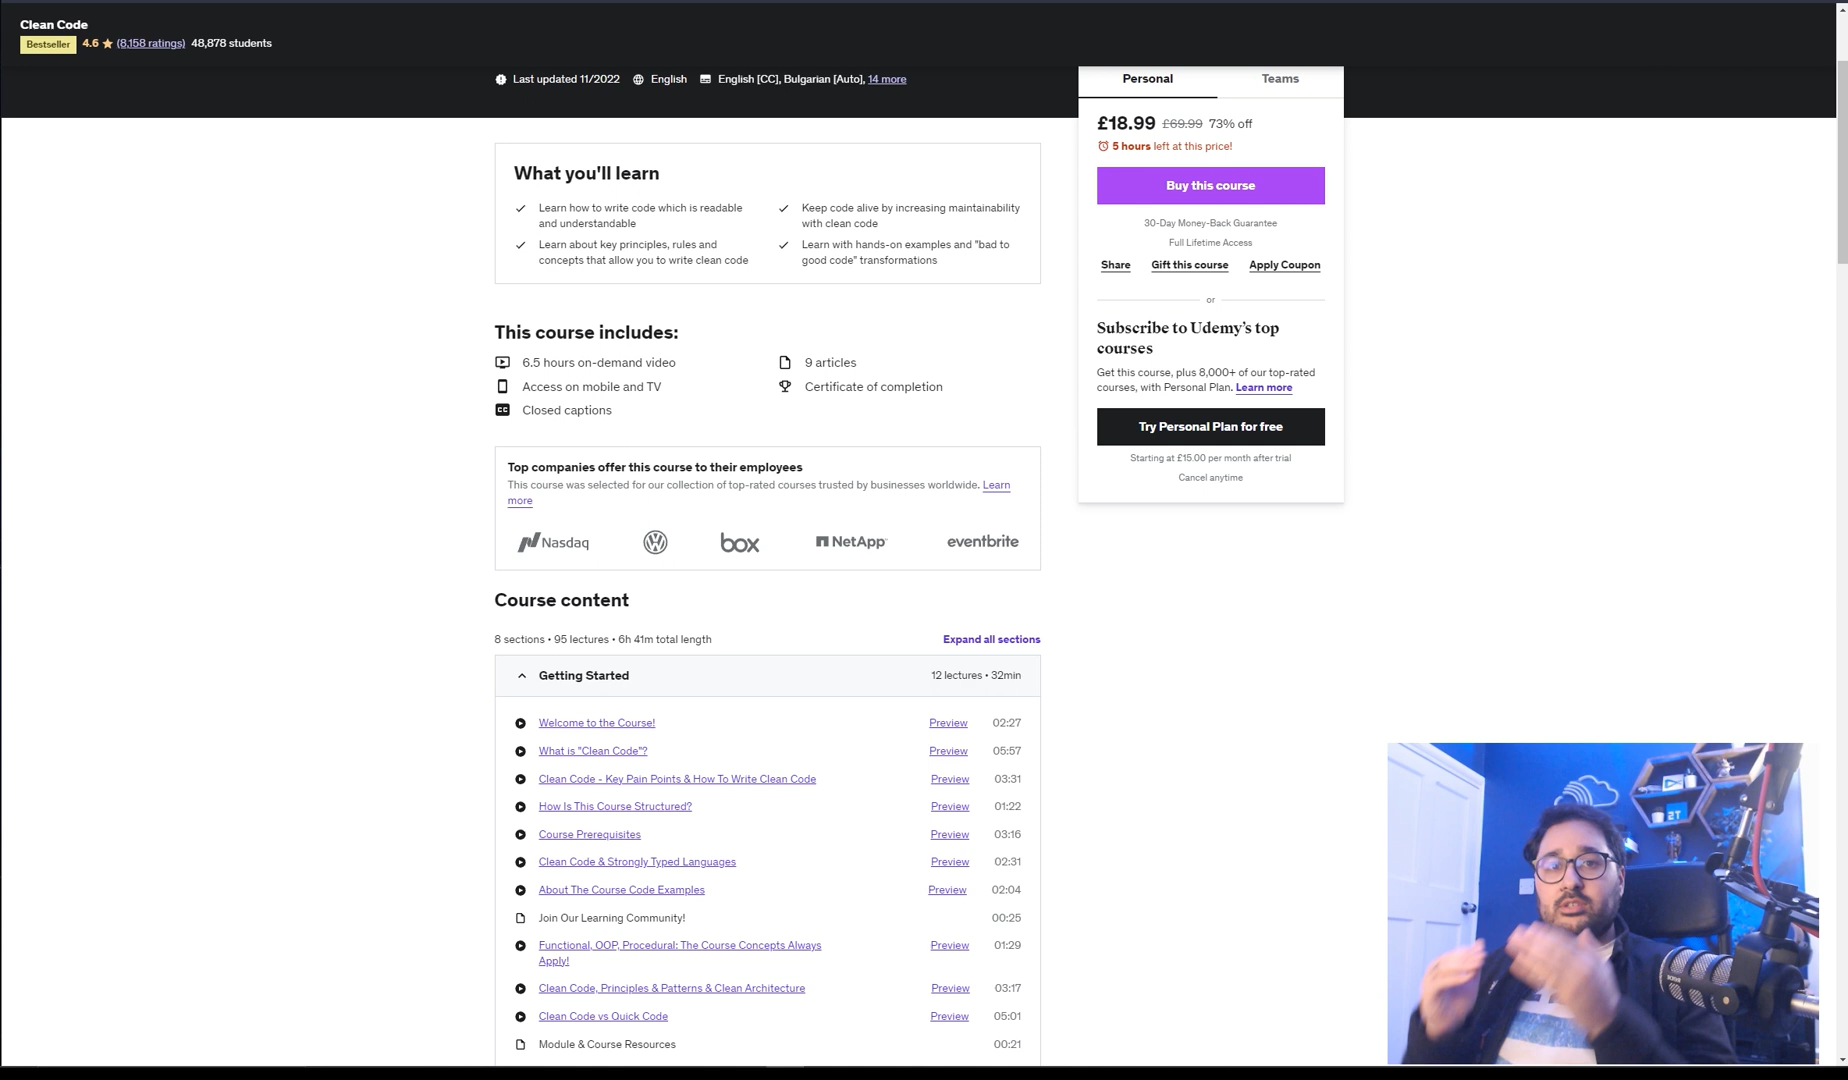 Clean Code
Bestseller 4.6 (8,158 ratings) 48,878 students
Last updated 11/2022 English English [CC], Bulgarian [Auto], 14 more
Personal Teams
£18.99 £69.99 73% off
5 hours left at this price!
Buy this course
30-Day Money-Back Guarantee
Full Lifetime Access
Share Gift this course Apply Coupon
or
Subscribe to Udemy's top
courses
Get this course, plus 8,000+ of our top-rated
courses, with Personal Plan. Learn more
Try Personal Plan for free
Starting at £15.00 per month after trial
Cancel anytime
What you'll learn
Learn how to write code which is readable
and understandable
Keep code alive by increasing maintainability
with clean code
Learn about key principles, rules and
concepts that allow you to write clean code
Learn with hands-on examples and "bad to
good code" transformations
This course includes:
6.5 hours on-demand video
9 articles
Access on mobile and TV
Certificate of completion
CC Closed captions
Top companies offer this course to their employees
This course was selected for our collection of top-rated courses trusted by businesses worldwide. Learn
more
Nasdaq box NetApp eventbrite
Course content
8 sections • 95 lectures • 6h 41m total length Expand all sections
Getting Started 12 lectures • 32min
Welcome to the Course! Preview 02:27
What is "Clean Code"? Preview 05:57
Clean Code - Key Pain Points & How To Write Clean Code Preview 03:31
How Is This Course Structured? Preview 01:22
Course Prerequisites Preview 03:16
Clean Code & Strongly Typed Languages Preview 02:31
About The Course Code Examples Preview 02:04
Join Our Learning Community! 00:25
Functional, OOP, Procedural: The Course Concepts Always Preview 01:29
Apply!
Clean Code, Principles & Patterns & Clean Architecture Preview 03:17
Clean Code vs Quick Code Preview 05:01
Module & Course Resources 00:21
2T